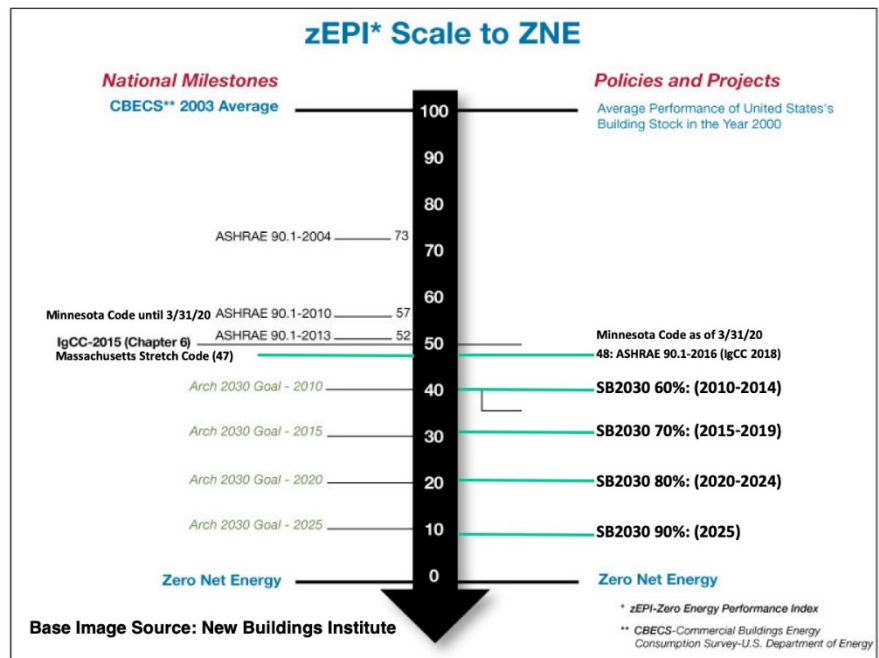 zEPI* Scale to ZNE
National Milestones
Policies and Projects
CBECS** 2003 Average
100
Average Performance of United States's
Building Stock in the Year 2000
90
80
ASHRAE 90.1-2004
73
70
60
Minnesota Code until 3/31/20
ASHRAE 90.1-2010
57
ASHRAE 90.1-2013
52
Minnesota Code as of 3/31/20
IgCC-2015 (Chapter 6)
50
Massachusetts Stretch Code (47)
48: ASHRAE 90.1-2016 (IgCC 2018)
Arch 2030 Goal - 2010
40
SB2030 60%: (2010-2014)
Arch 2030 Goal - 2015
30
SB2030 70%: (2015-2019)
Arch 2030 Goal - 2020
20
SB2030 80%: (2020-2024)
Arch 2030 Goal - 2025
10
SB2030 90%: (2025)
Zero Net Energy
0
Zero Net Energy
* zEPI-Zero Energy Performance Index
Base Image Source: New Buildings Institute
** CBECS-Commercial Buildings Energy
Consumption Survey-U.S. Department of Energy